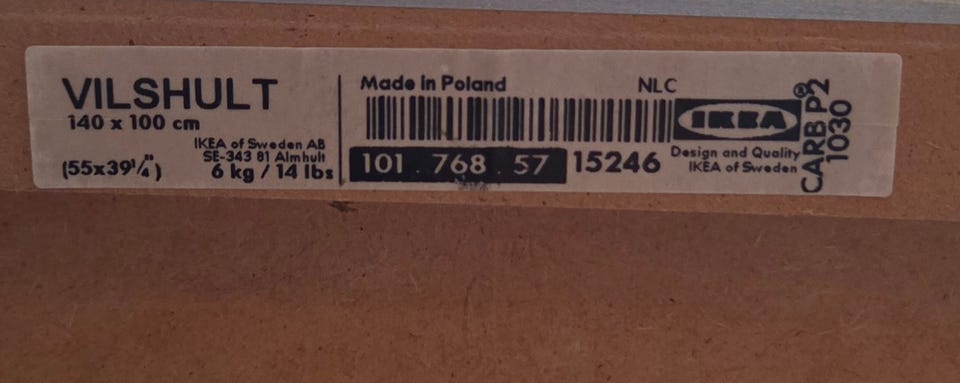 VILSHULT
140 x 100 cm
IKEA of Sweden AB
SE-343 81 Älmhult
(55x39¼")
6 kg / 14 lbs
Made in Poland
NLC
IKEA®
101.768.57
15246
Design and Quality
IKEA of Sweden
CARB P2
1030